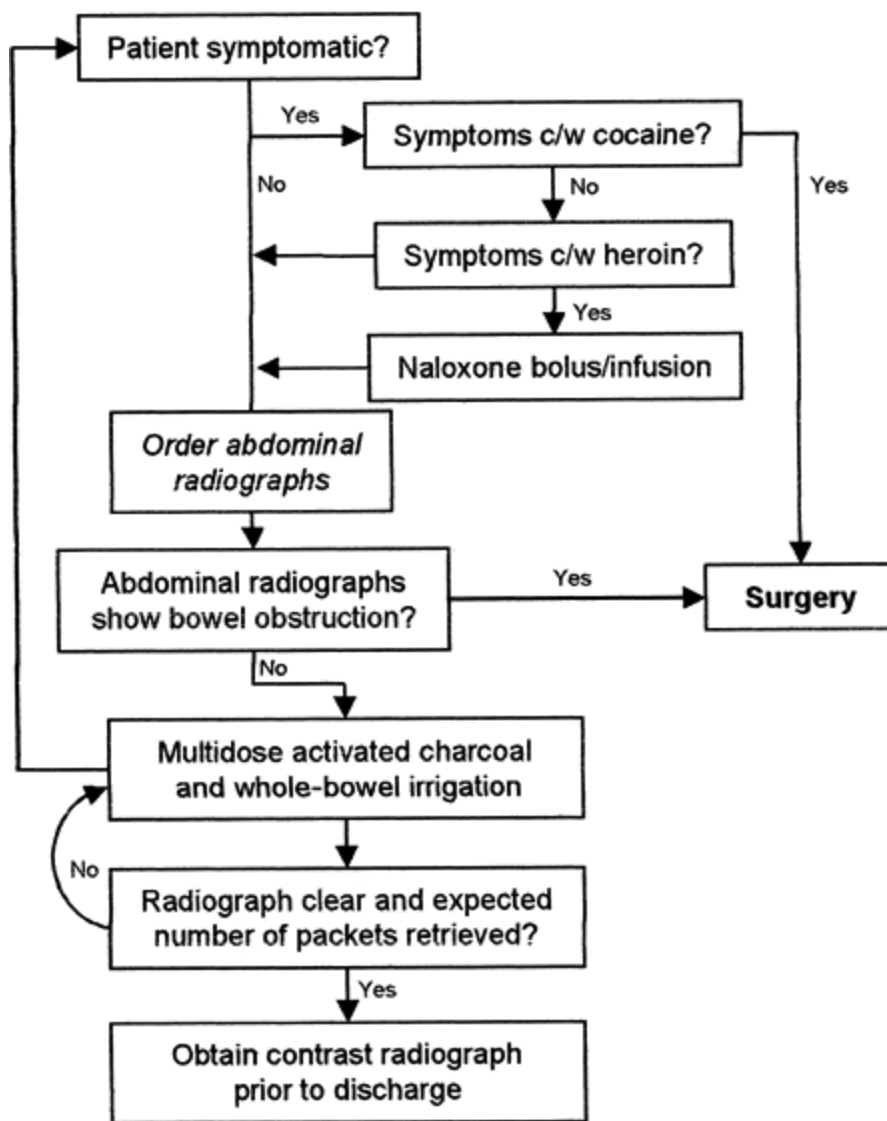 Patient symptomatic?
Yes
Symptoms c/w cocaine?
No
No
Yes
Symptoms c/w heroin?
Yes
Naloxone bolus/infusion
Order abdominal
radiographs
Abdominal radiographs
show bowel obstruction?
Yes
Surgery
No
Multidose activated charcoal
and whole-bowel irrigation
No
Radiograph clear and expected
number of packets retrieved?
Yes
Obtain contrast radiograph
prior to discharge